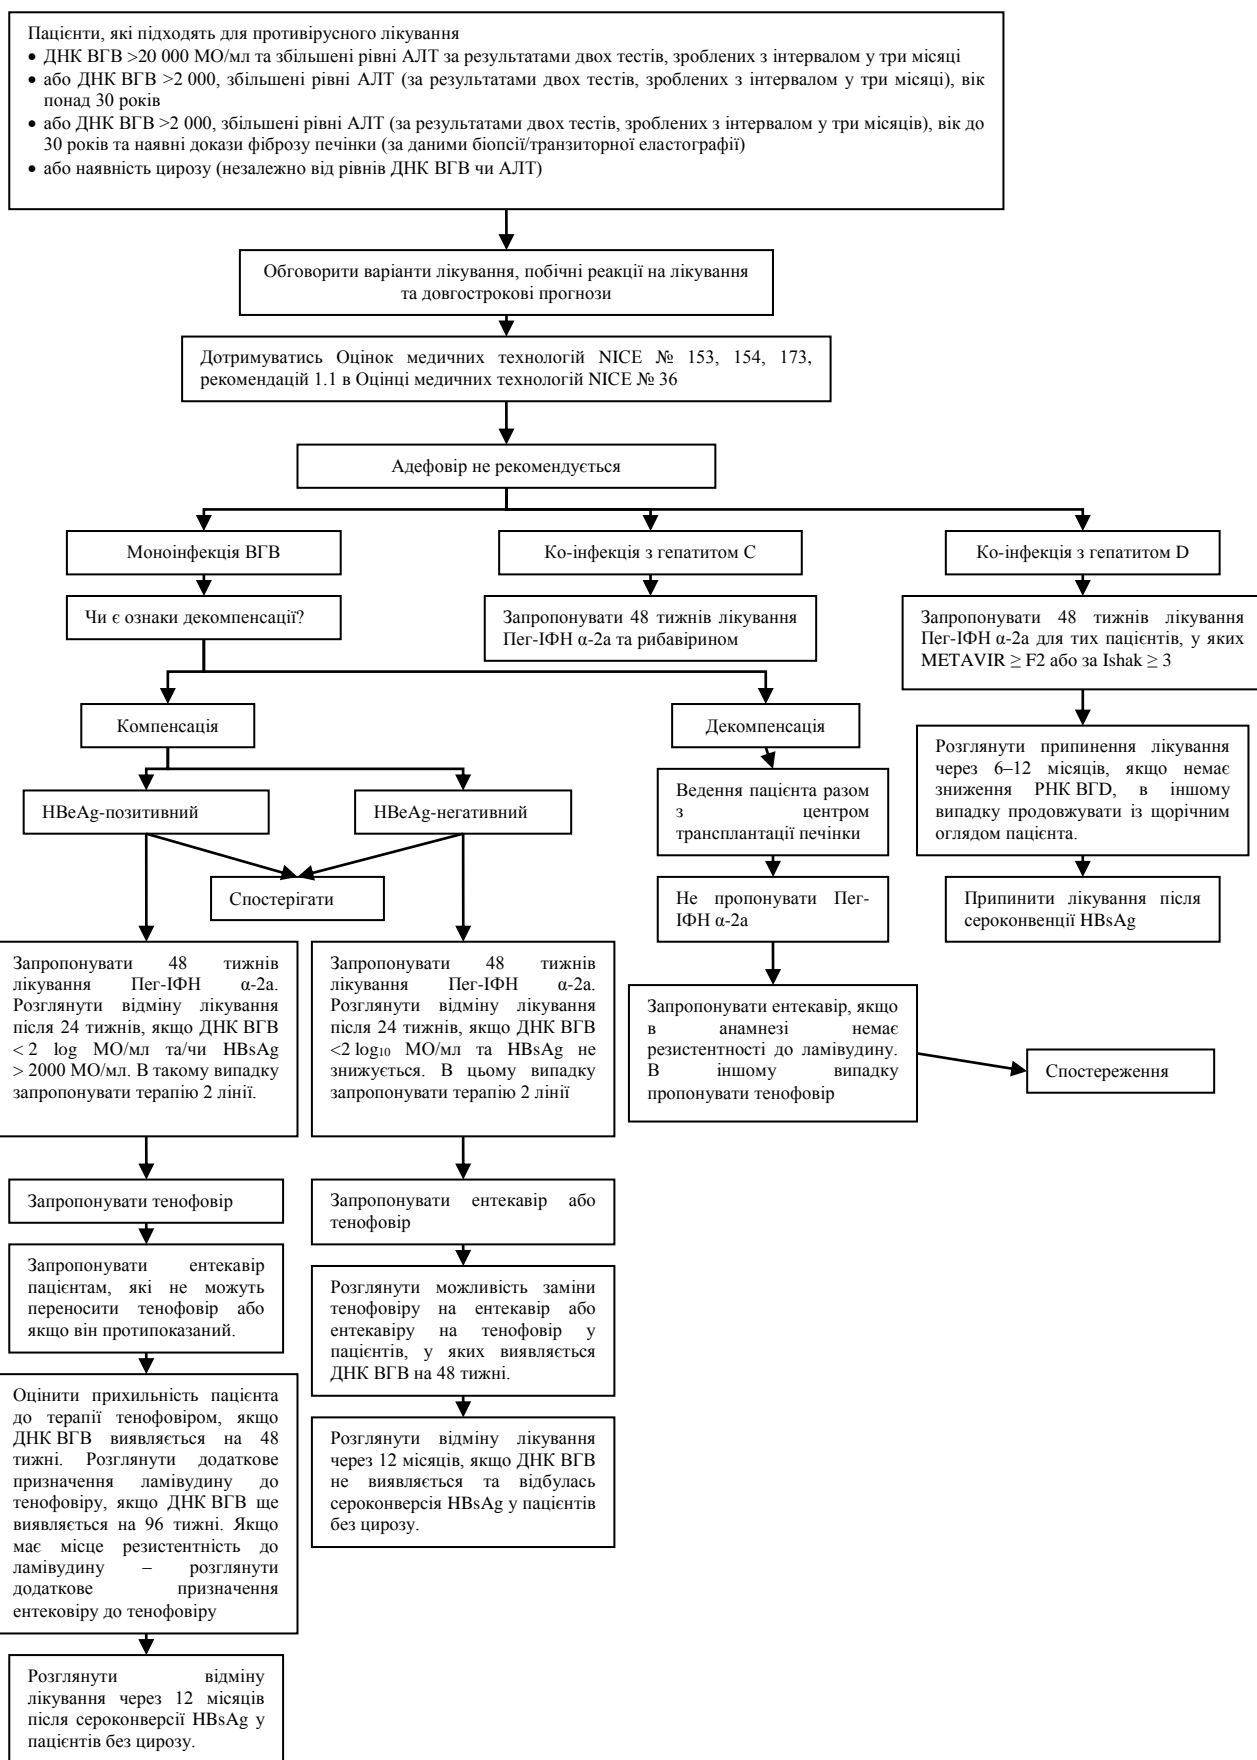 Пацієнти, які підходять для противірусного лікування
• ДНК ВГВ >20 000 МО/мл та збільшені рівні АЛТ за результатами двох тестів, зроблених з інтервалом у три місяці
• або ДНК ВГВ >2 000, збільшені рівні АЛТ (за результатами двох тестів, зроблених з інтервалом у три місяці), вік
понад 30 років
• або ДНК ВГВ >2 000, збільшені рівні АЛТ (за результатами двох тестів, зроблених з інтервалом у три місяців), вік до
30 років та наявні докази фіброзу печінки (за даними біопсії/транзиторної еластографії)
• або наявність цирозу (незалежно від рівнів ДНК ВГВ чи АЛТ)
Обговорити варіанти лікування, побічні реакції на лікування
та довгострокові прогнози
Дотримуватись Оцінок медичних технологій NICE № 153, 154, 173,
рекомендацій 1.1 в Оцінці медичних технологій NICE № 36
Адефовір не рекомендується
Моноінфекція ВГВ
Ко-інфекція з гепатитом С
Ко-інфекція з гепатитом D
Чи є ознаки декомпенсації?
Запропонувати 48 тижнів лікування
Пег-ІФН α-2a та рибавірином
Запропонувати 48 тижнів лікування
Пег-ІФН α-2a для тих пацієнтів, у яких
METAVIR ≥ F2 або за Ishak ≥ 3
Компенсація
Декомпенсація
Розглянути припинення лікування
через 6–12 місяців, якщо немає
зниження РНК ВГD, в іншому
випадку продовжувати із щорічним
оглядом пацієнта.
HBeAg-позитивний
HBeAg-негативний
Ведення пацієнта разом
з центром
трансплантації печінки
Спостерігати
Не пропонувати Пег-
ІФН α-2a
Припинити лікування після
сероконвенції HBsAg
Запропонувати 48 тижнів
лікування Пег-ІФН α-2a.
Розглянути відміну лікування
після 24 тижнів, якщо ДНК ВГВ
< 2 log МО/мл та/чи HBsAg
> 2000 МО/мл. В такому випадку
запропонувати терапію 2 лінії.
Запропонувати 48 тижнів
лікування Пег-ІФН α-2a.
Розглянути відміну лікування
після 24 тижнів, якщо ДНК ВГВ
<2 log₁₀ МО/мл та HBsAg не
знижується. В цьому випадку
запропонувати терапію 2 лінії
Запропонувати ентекавір, якщо
в анамнезі немає
резистентності до ламівудину.
В іншому випадку
пропонувати тенофовір
Спостереження
Запропонувати тенофовір
Запропонувати ентекавір або
тенофовір
Запропонувати ентекавір
пацієнтам, які не можуть
переносити тенофовір або
якщо він протипоказаний.
Розглянути можливість заміни
тенофовіру на ентекавір або
ентекавіру на тенофовір у
пацієнтів, у яких виявляється
ДНК ВГВ на 48 тижні.
Оцінити прихильність пацієнта
до терапії тенофовіром, якщо
ДНК ВГВ виявляється на 48
тижні. Розглянути додаткове
призначення ламівудину до
тенофовіру, якщо ДНК ВГВ ще
виявляється на 96 тижні. Якщо
має місце резистентність до
ламівудину – розглянути
додаткове призначення
ентековіру до тенофовіру
Розглянути відміну лікування
через 12 місяців, якщо ДНК ВГВ
не виявляється та відбулась
сероконверсія HBsAg у пацієнтів
без цирозу.
Розглянути відміну
лікування через 12 місяців
після сероконверсії HBsAg у
пацієнтів без цирозу.